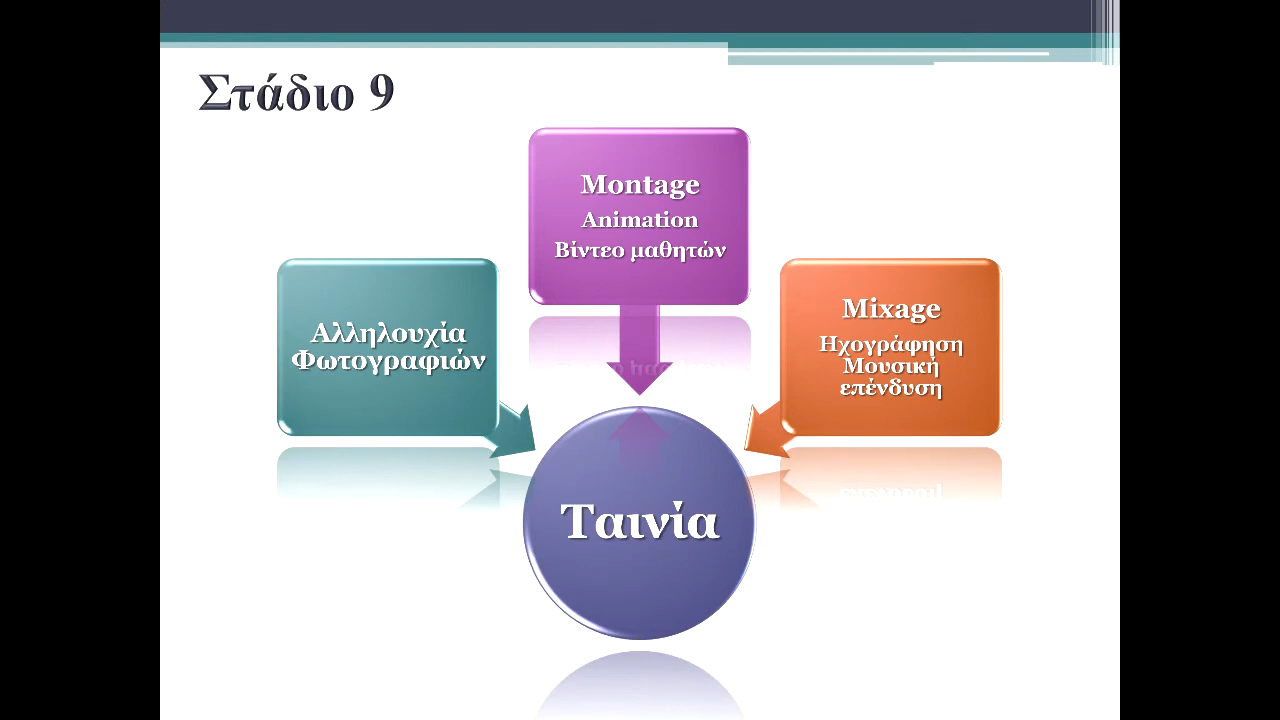 Στάδιο 9
Montage
Animation
Βίντεο μαθητών
Αλληλουχία
Φωτογραφιών
Mixage
Ηχογράφηση
Μουσική
επένδυση
Ταινία